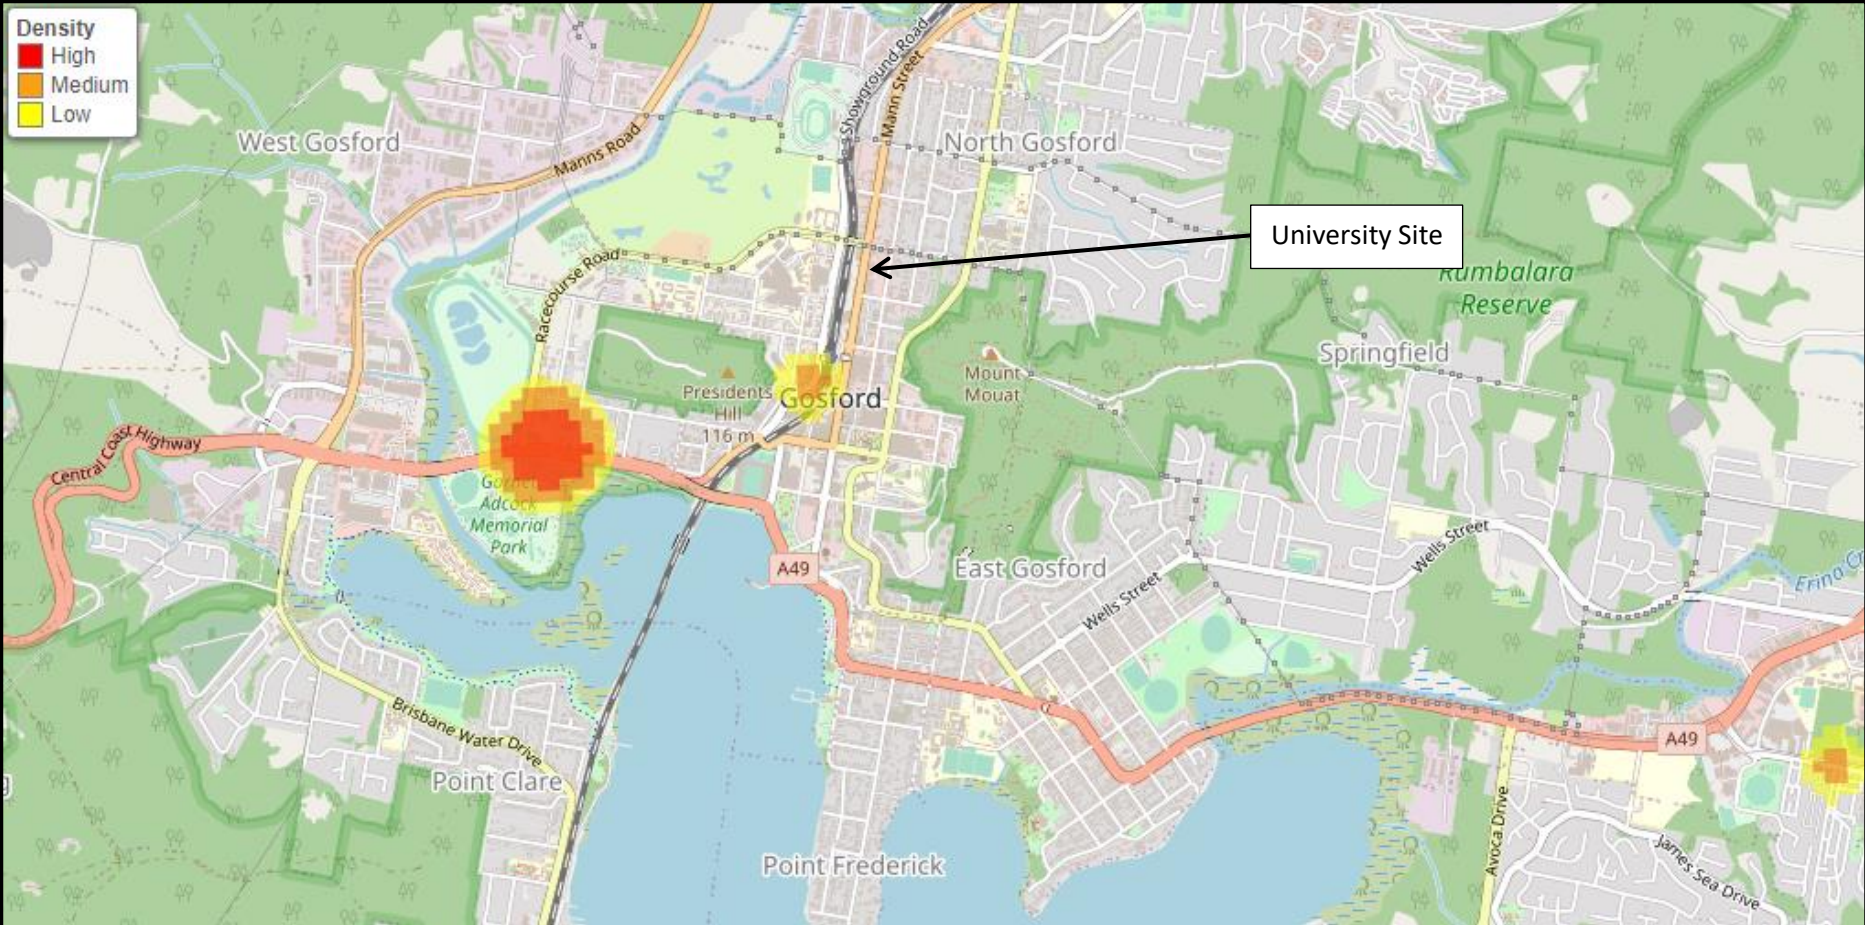 Density
High
Medium
Low
West Gosford
Manns Road
Showground Road
Mann Street
North Gosford
University Site
Rumbalara
Reserve
Racecourse Road
Springfield
Presidents
Hill
116 m
Gosford
Mount
Mouat
Central Coast Highway
Adcock
Memorial
Park
A49
East Gosford
Wells Street
Wells Street
Brisbane Water Drive
Point Clare
A49
Avoca Drive
James Sea Drive
Point Frederick